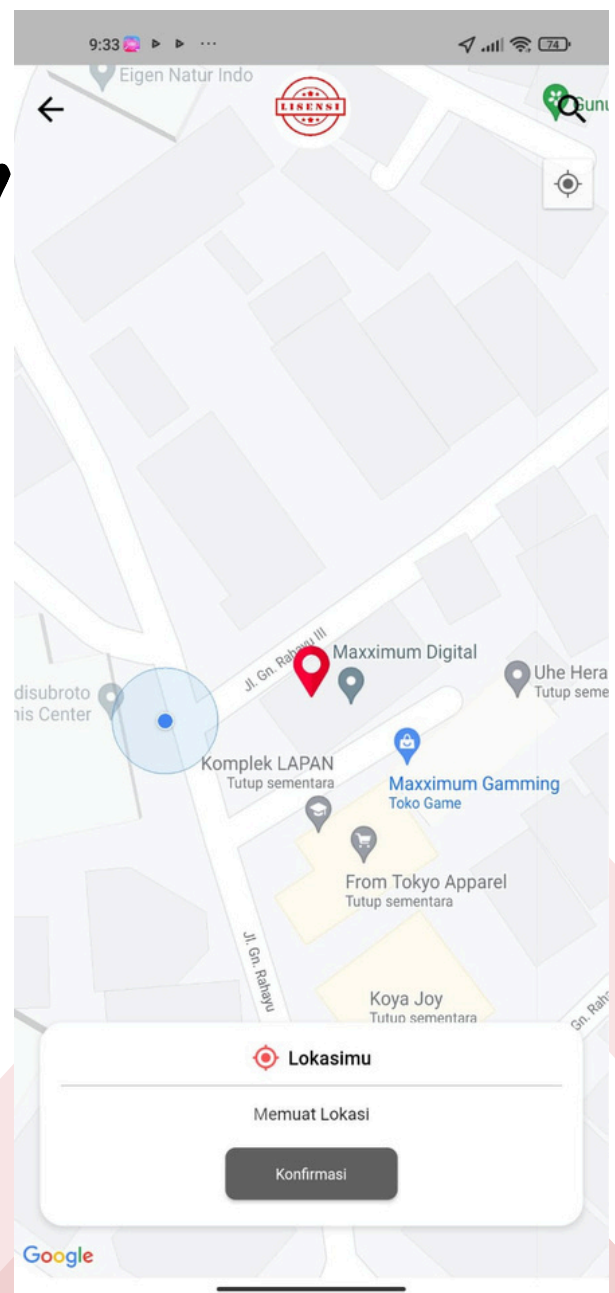 9:33
74
Eigen Natur Indo
LISENSI
Gunu
Jl. Gn. Rahayu III
Maxximum Digital
disubroto
nis Center
Uhe Hera
Tutup seme
Komplek LAPAN
Tutup sementara
Maxximum Gamming
Toko Game
From Tokyo Apparel
Tutup sementara
Jl. Gn. Rahayu
Koya Joy
Tutup sementara
Gn. Rah
Lokasimu
Memuat Lokasi
Konfirmasi
Google